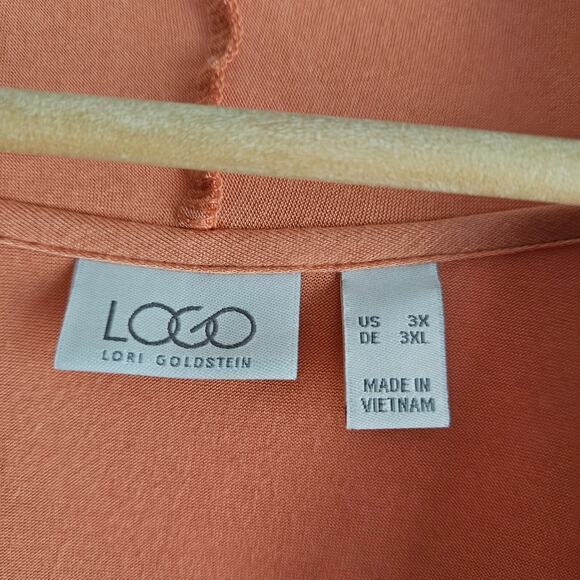 LOGO
LORI GOLDSTEIN
US 3X
DE 3XL
MADE IN
VIETNAM